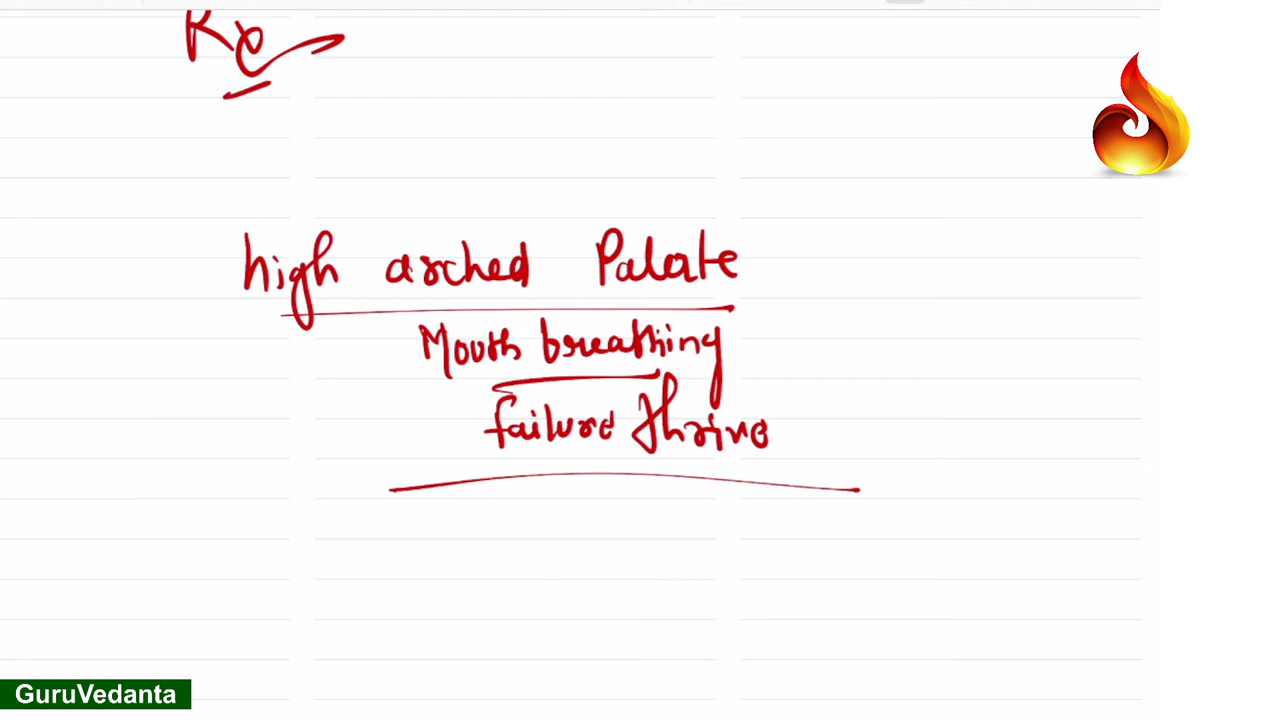 high arched Palate
Mouth breathing
failure thrive
GuruVedanta